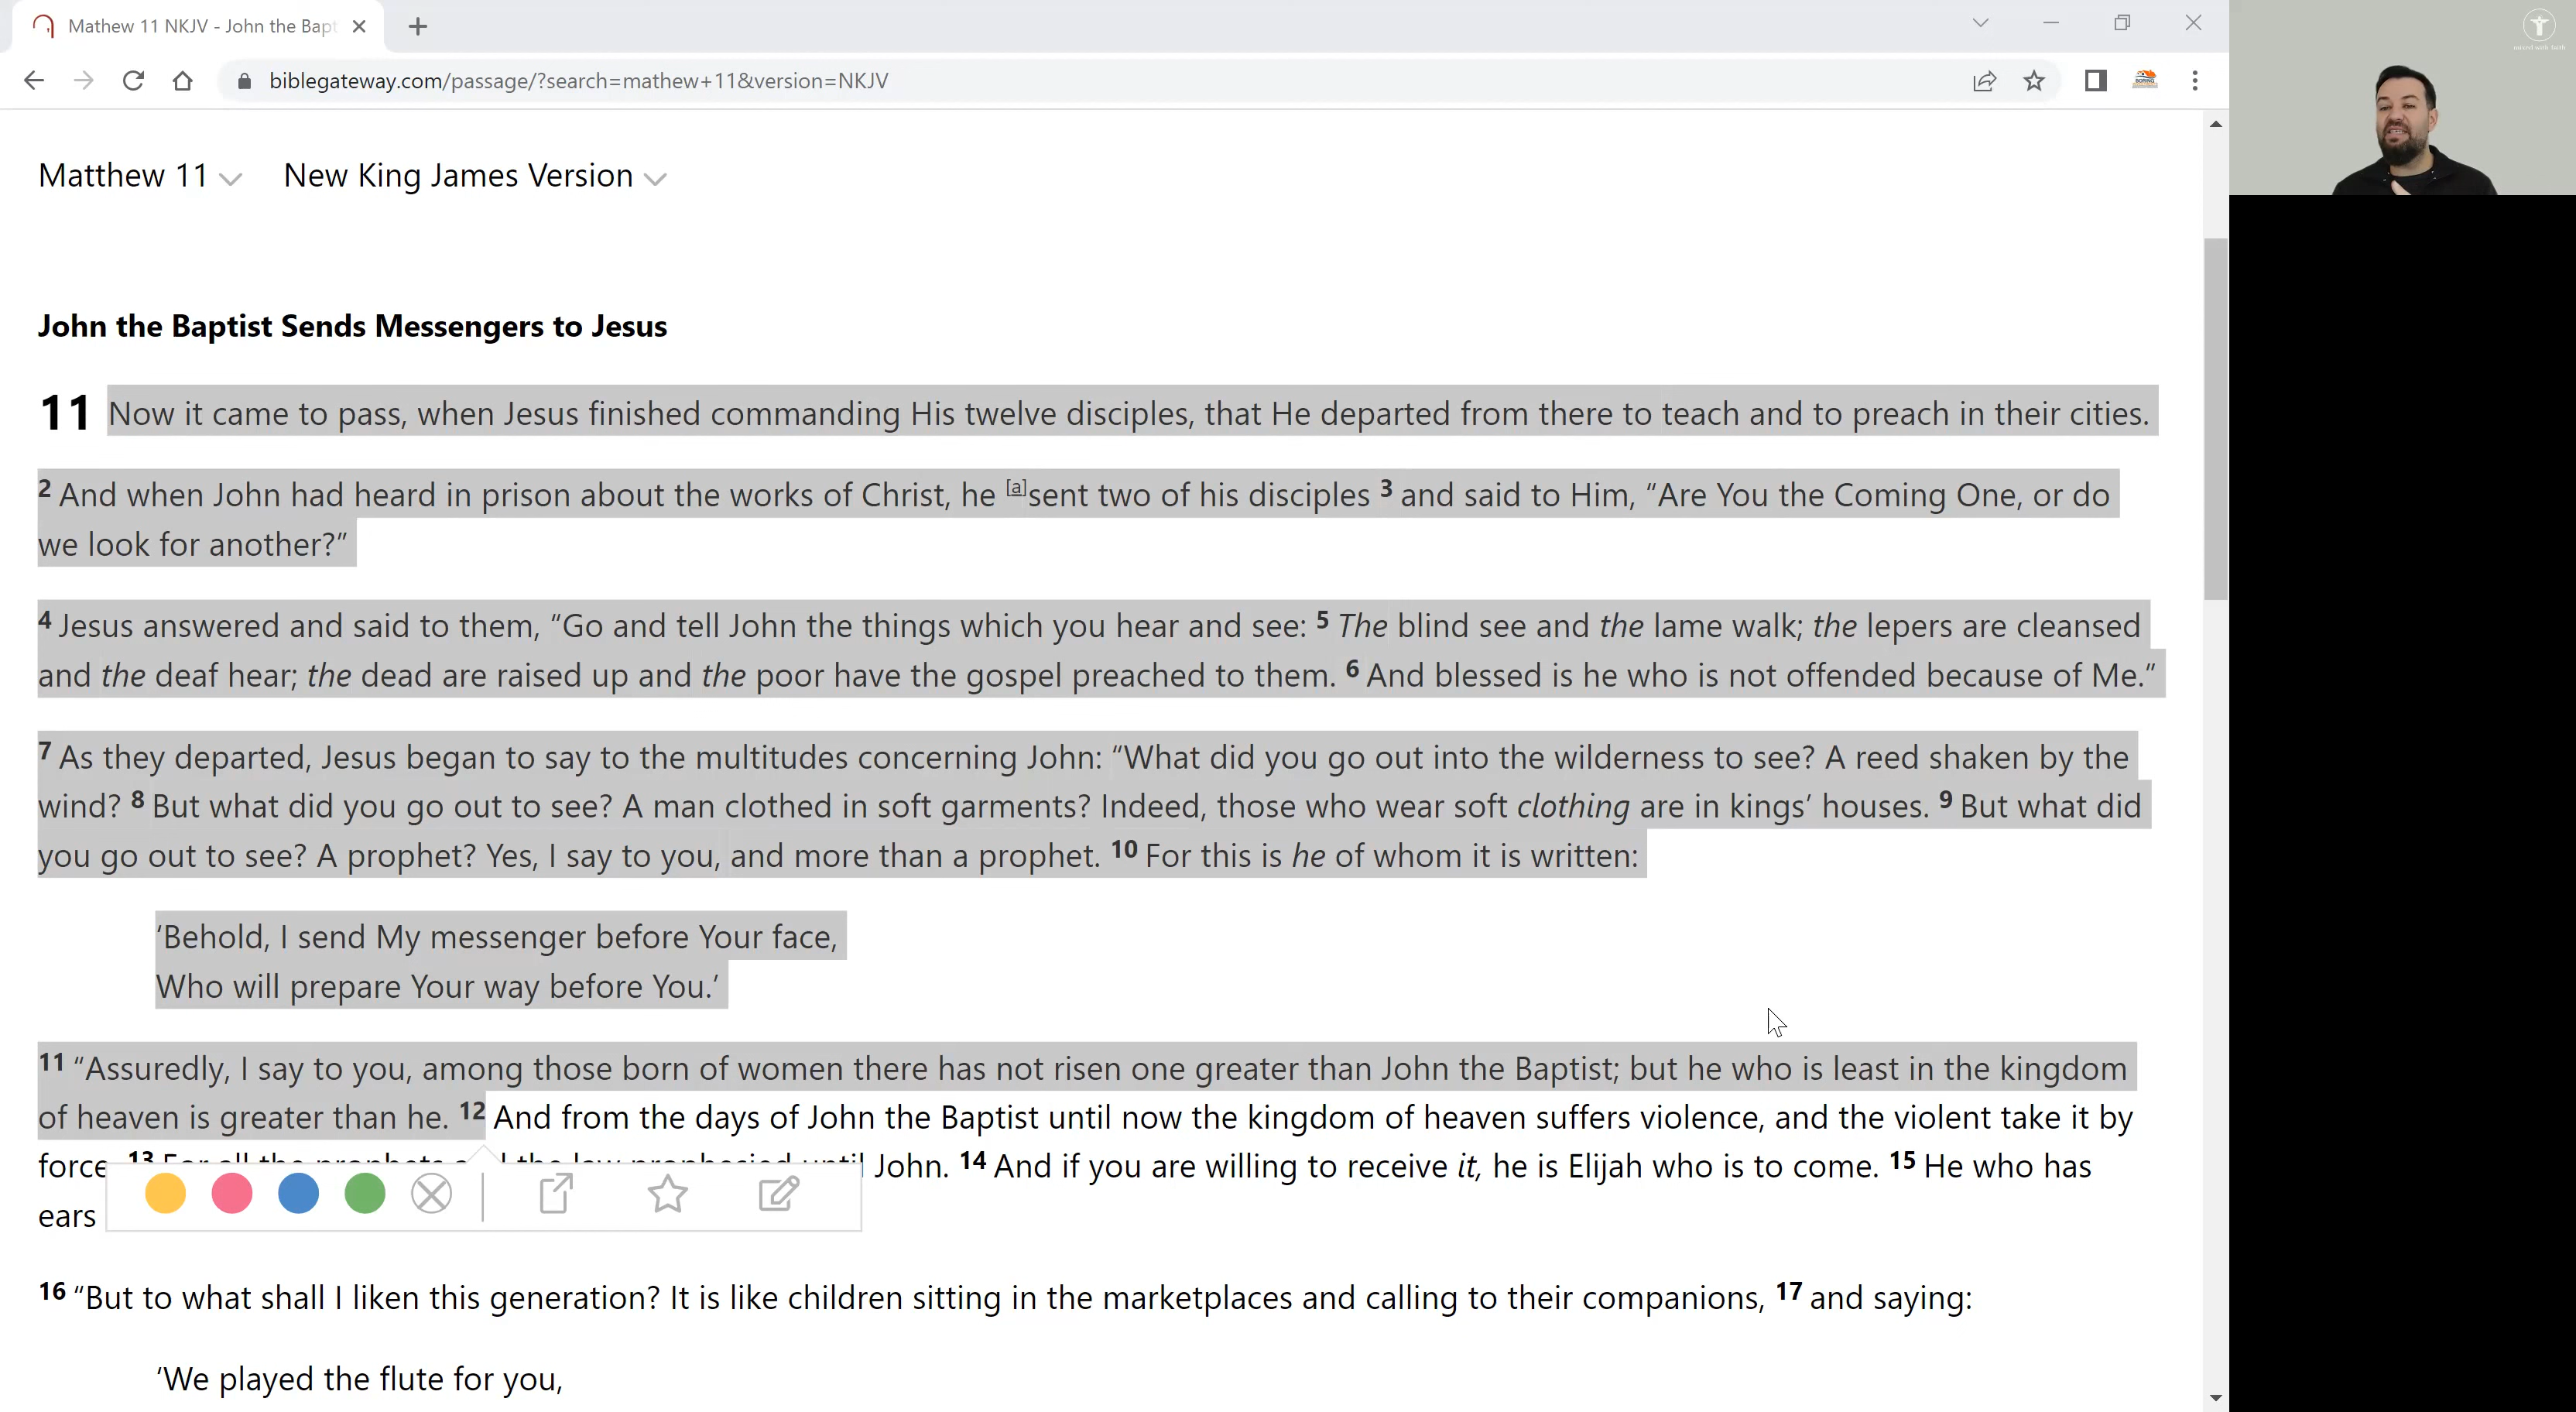 Mathew 11 NKJV - John the Bapt
biblegateway.com/passage/?search=mathew+11&version=NKJV
Matthew 11 New King James Version
John the Baptist Sends Messengers to Jesus
11 Now it came to pass, when Jesus finished commanding His twelve disciples, that He departed from there to teach and to preach in their cities.
2 And when John had heard in prison about the works of Christ, he [a]sent two of his disciples 3 and said to Him, “Are You the Coming One, or do
we look for another?”
4 Jesus answered and said to them, “Go and tell John the things which you hear and see: 5 The blind see and the lame walk; the lepers are cleansed
and the deaf hear; the dead are raised up and the poor have the gospel preached to them. 6 And blessed is he who is not offended because of Me.”
7 As they departed, Jesus began to say to the multitudes concerning John: “What did you go out into the wilderness to see? A reed shaken by the
wind? 8 But what did you go out to see? A man clothed in soft garments? Indeed, those who wear soft clothing are in kings’ houses. 9 But what did
you go out to see? A prophet? Yes, I say to you, and more than a prophet. 10 For this is he of whom it is written:
‘Behold, I send My messenger before Your face,
Who will prepare Your way before You.’
11 “Assuredly, I say to you, among those born of women there has not risen one greater than John the Baptist; but he who is least in the kingdom
of heaven is greater than he. 12 And from the days of John the Baptist until now the kingdom of heaven suffers violence, and the violent take it by
force 13 For all the prophets and the law prophesied until John. 14 And if you are willing to receive it, he is Elijah who is to come. 15 He who has
ears
16 “But to what shall I liken this generation? It is like children sitting in the marketplaces and calling to their companions, 17 and saying:
‘We played the flute for you,